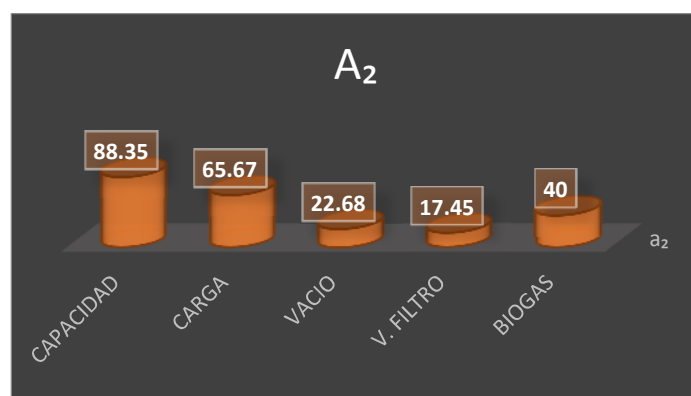 A₂
88.35
65.67
22.68
17.45
40
a₂
CAPACIDAD
CARGA
VACIO
V. FILTRO
BIOGAS